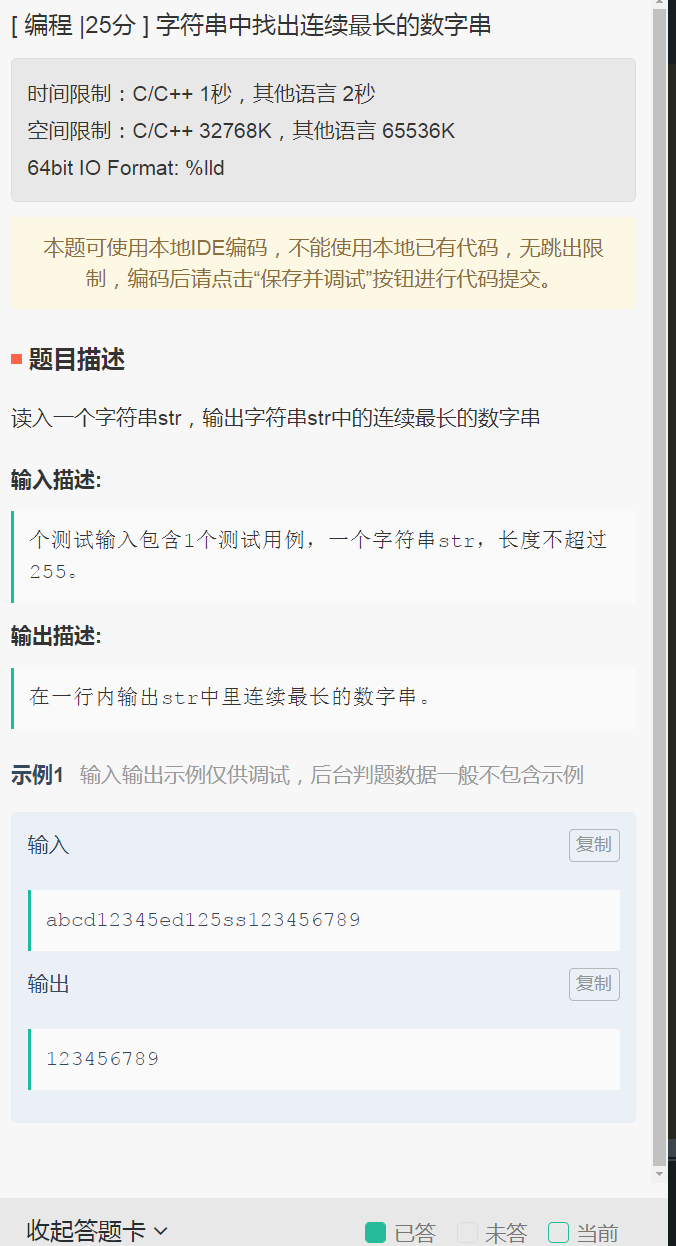 [ 编程 |25分 ] 字符串中找出连续最长的数字串
时间限制：C/C++ 1秒，其他语言 2秒
空间限制：C/C++ 32768K，其他语言 65536K
64bit IO Format: %lld
本题可使用本地IDE编码，不能使用本地已有代码，无跳出限
制，编码后请点击“保存并调试”按钮进行代码提交。
题目描述
读入一个字符串str，输出字符串str中的连续最长的数字串
输入描述:
个测试输入包含1个测试用例，一个字符串str，长度不超过
255。
输出描述:
在一行内输出str中里连续最长的数字串。
示例1 输入输出示例仅供调试，后台判题数据一般不包含示例
输入 复制
abcd12345ed125ss123456789
输出 复制
123456789
收起答题卡 已答 未答 当前